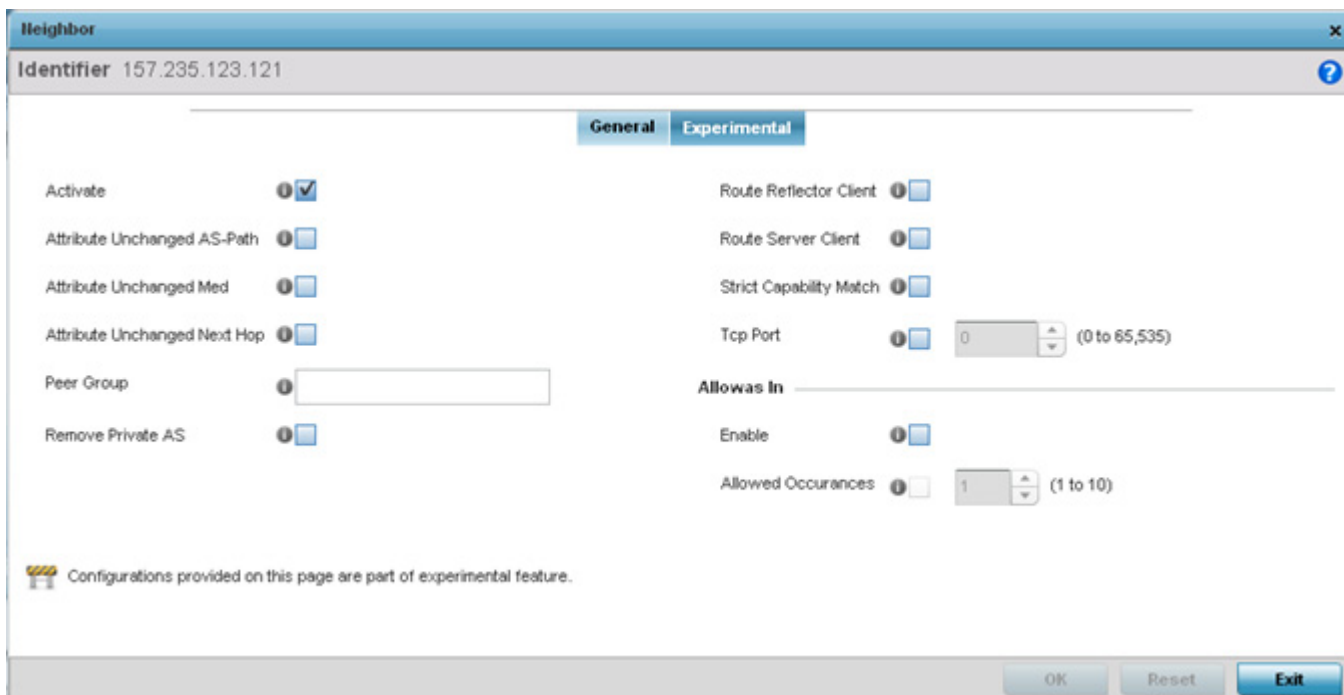 Neighbor
Identifier 157.235.123.121
General Experimental
Activate
Attribute Unchanged AS-Path
Attribute Unchanged Med
Attribute Unchanged Next Hop
Peer Group
Remove Private AS
Route Reflector Client
Route Server Client
Strict Capability Match
Tcp Port 0 (0 to 65,535)
Allowas In
Enable
Allowed Occurances 1 (1 to 10)
Configurations provided on this page are part of experimental feature.
OK Reset Exit